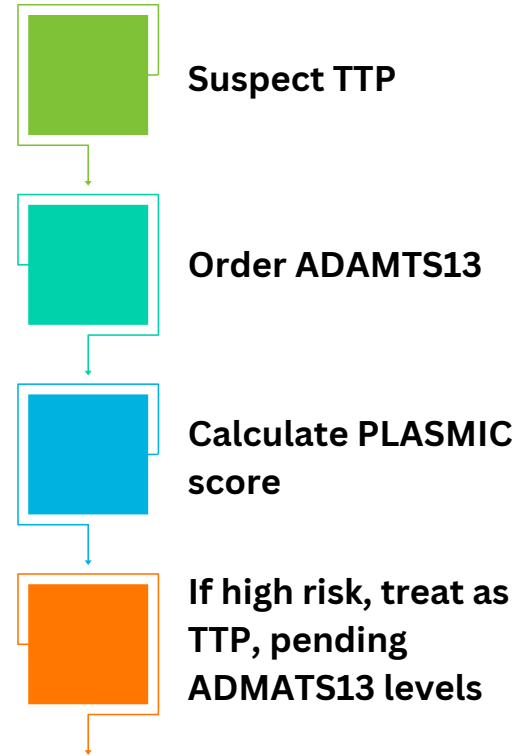 Suspect TTP
Order ADAMTS13
Calculate PLASMIC
score
If high risk, treat as
TTP, pending
ADMATS13 levels